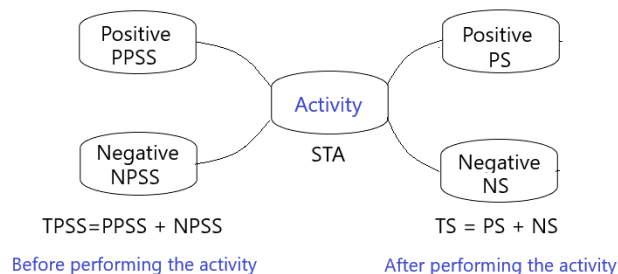 Positive
PPSS
Positive
PS
Activity
STA
Negative
NPSS
Negative
NS
TPSS=PPSS + NPSS
TS = PS + NS
Before performing the activity
After performing the activity